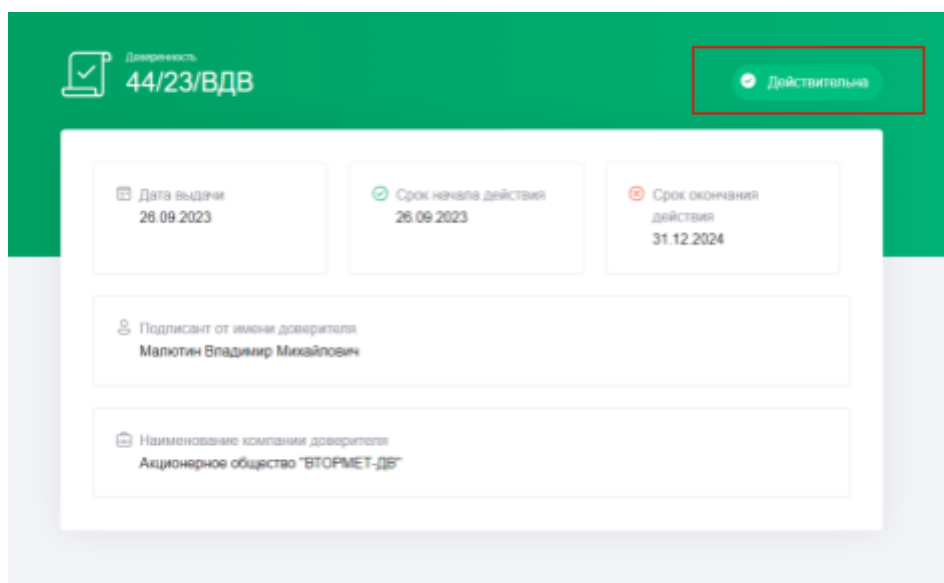 Доверенность
44/23/ВДВ
Действительна
Дата выдачи
26.09.2023
Срок начала действия
26.09.2023
Срок окончания
действия
31.12.2024
Подписант от имени доверителя
Малютин Владимир Михайлович
Наименование компании доверителя
Акционерное общество "ВТОРМЕТ-ДВ"